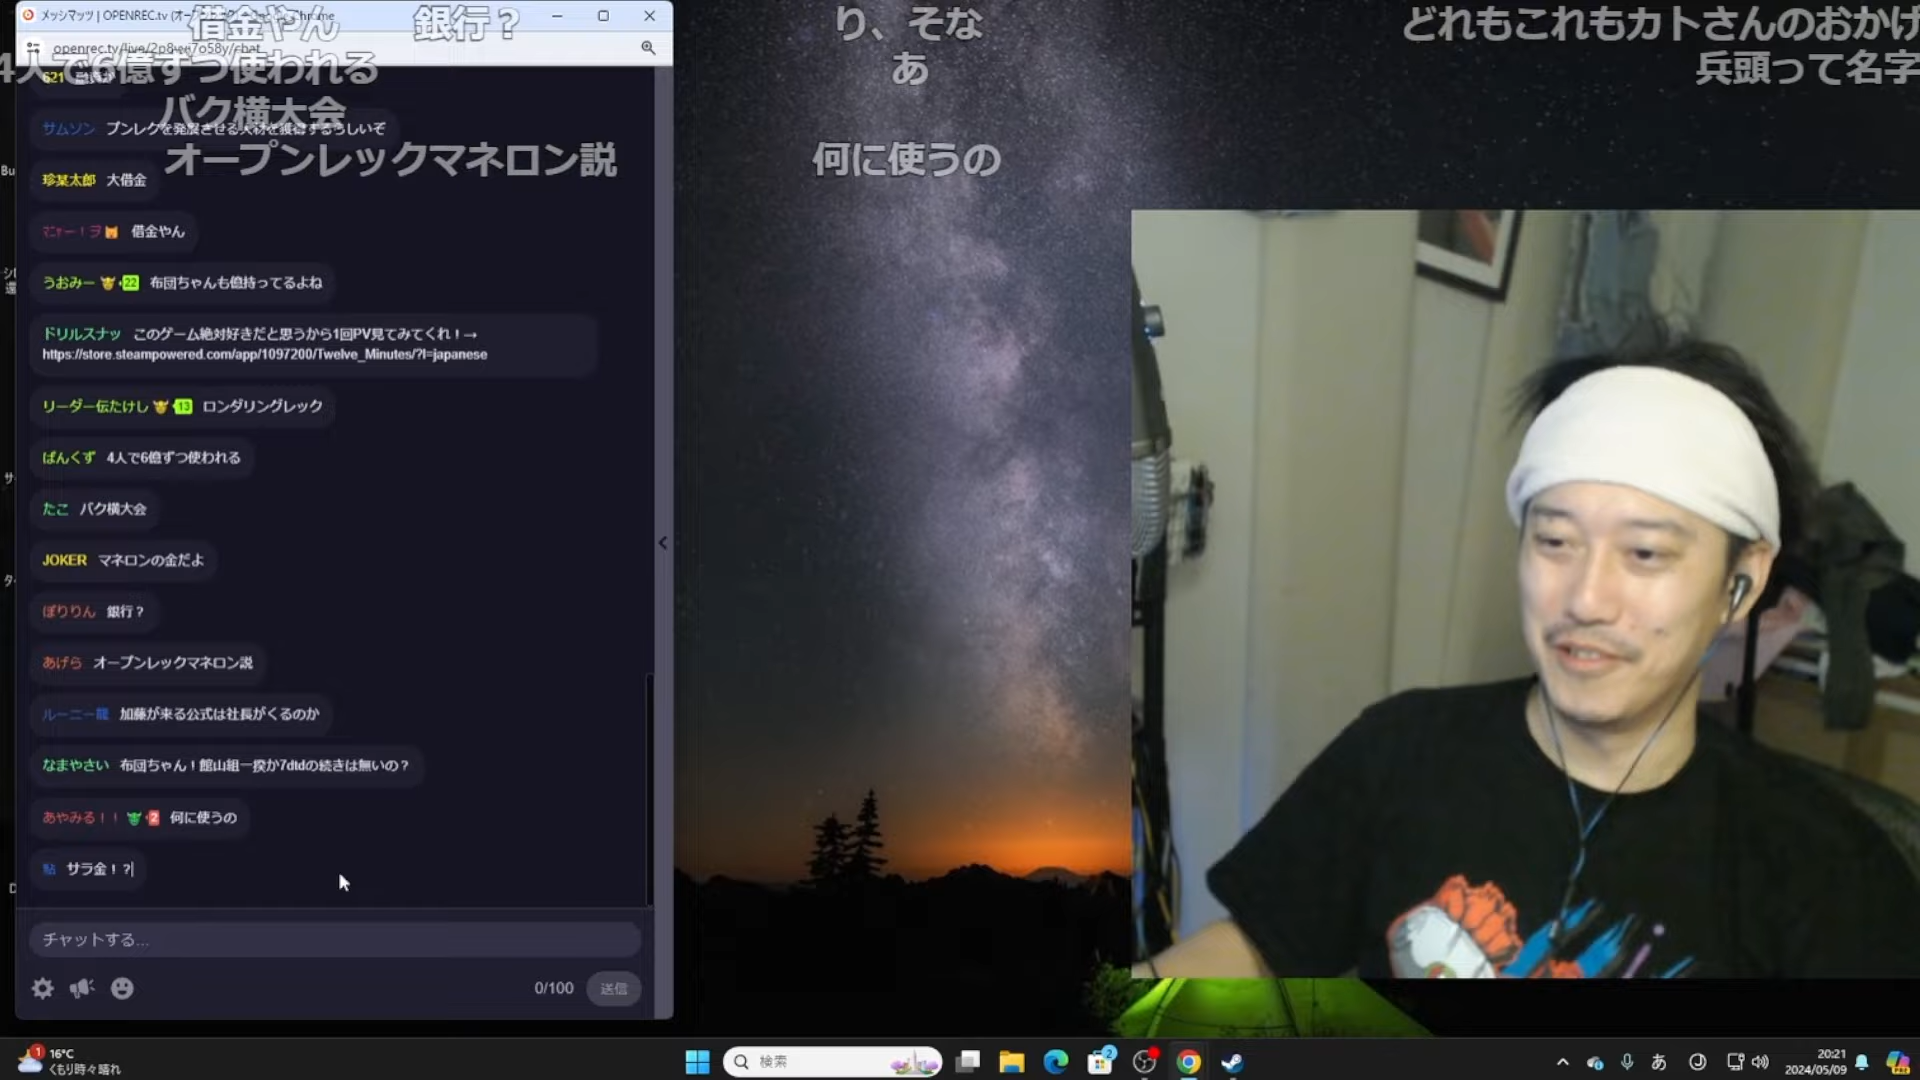 借金やん
銀行？
り、そな
どれもこれもカトさんのおかげ
4人で6億ずつ使われる
あ
兵頭って名字
バク横大会
オープンレックマネロン説
何に使うの
openrec.tv/live/
621
サムソン
珍某太郎 大借金
借金やん
うおみー 22 布団ちゃんも億持ってるよね
ドリルスナッ このゲーム絶対好きだと思うから1回PV見てみてくれ！→
https://store.steampowered.com/app/1097200/Twelve_Minutes/?l=japanese
リーダー伝たけし 13 ロンダリングレック
ぱんくず 4人で6億ずつ使われる
たこ バク横大会
JOKER マネロンの金だよ
ぽりりん 銀行？
あげら オープンレックマネロン説
ルーニー龍 加藤が来る公式は社長がくるのか
なまやさい 布団ちゃん！館山組一揆か7dtdの続きは無いの？
あやみる！！ 2 何に使うの
サラ金！？
チャットする...
0/100 送信
1
16°C
くもり時々晴れ
検索
2
あ
20:21
2024/05/09